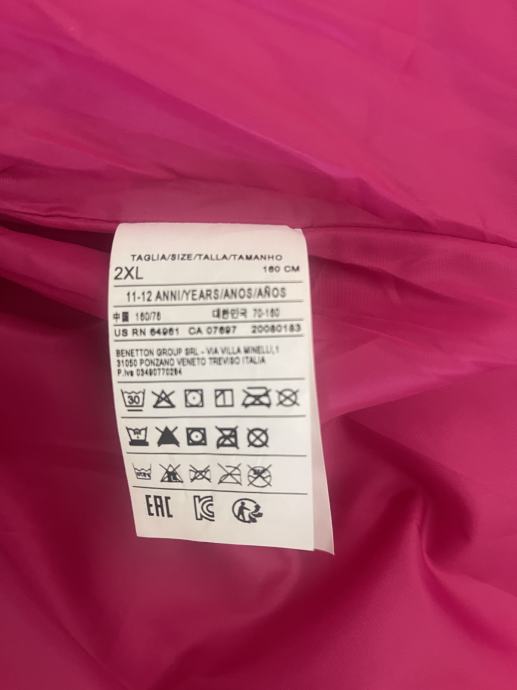 TAGLIA/SIZE/TALLA/TAMANHO
2XL 160 CM
11-12 ANNI/YEARS/ANOS/AÑOS
中国 160/76 대한민국 70-160
US RN 64961 CA 07697 20080183
BENETTON GROUP SRL - VIA VILLA MINELLI,1
31050 PONZANO VENETO TREVISO ITALIA
P.Iva 03490770264
30
EAC